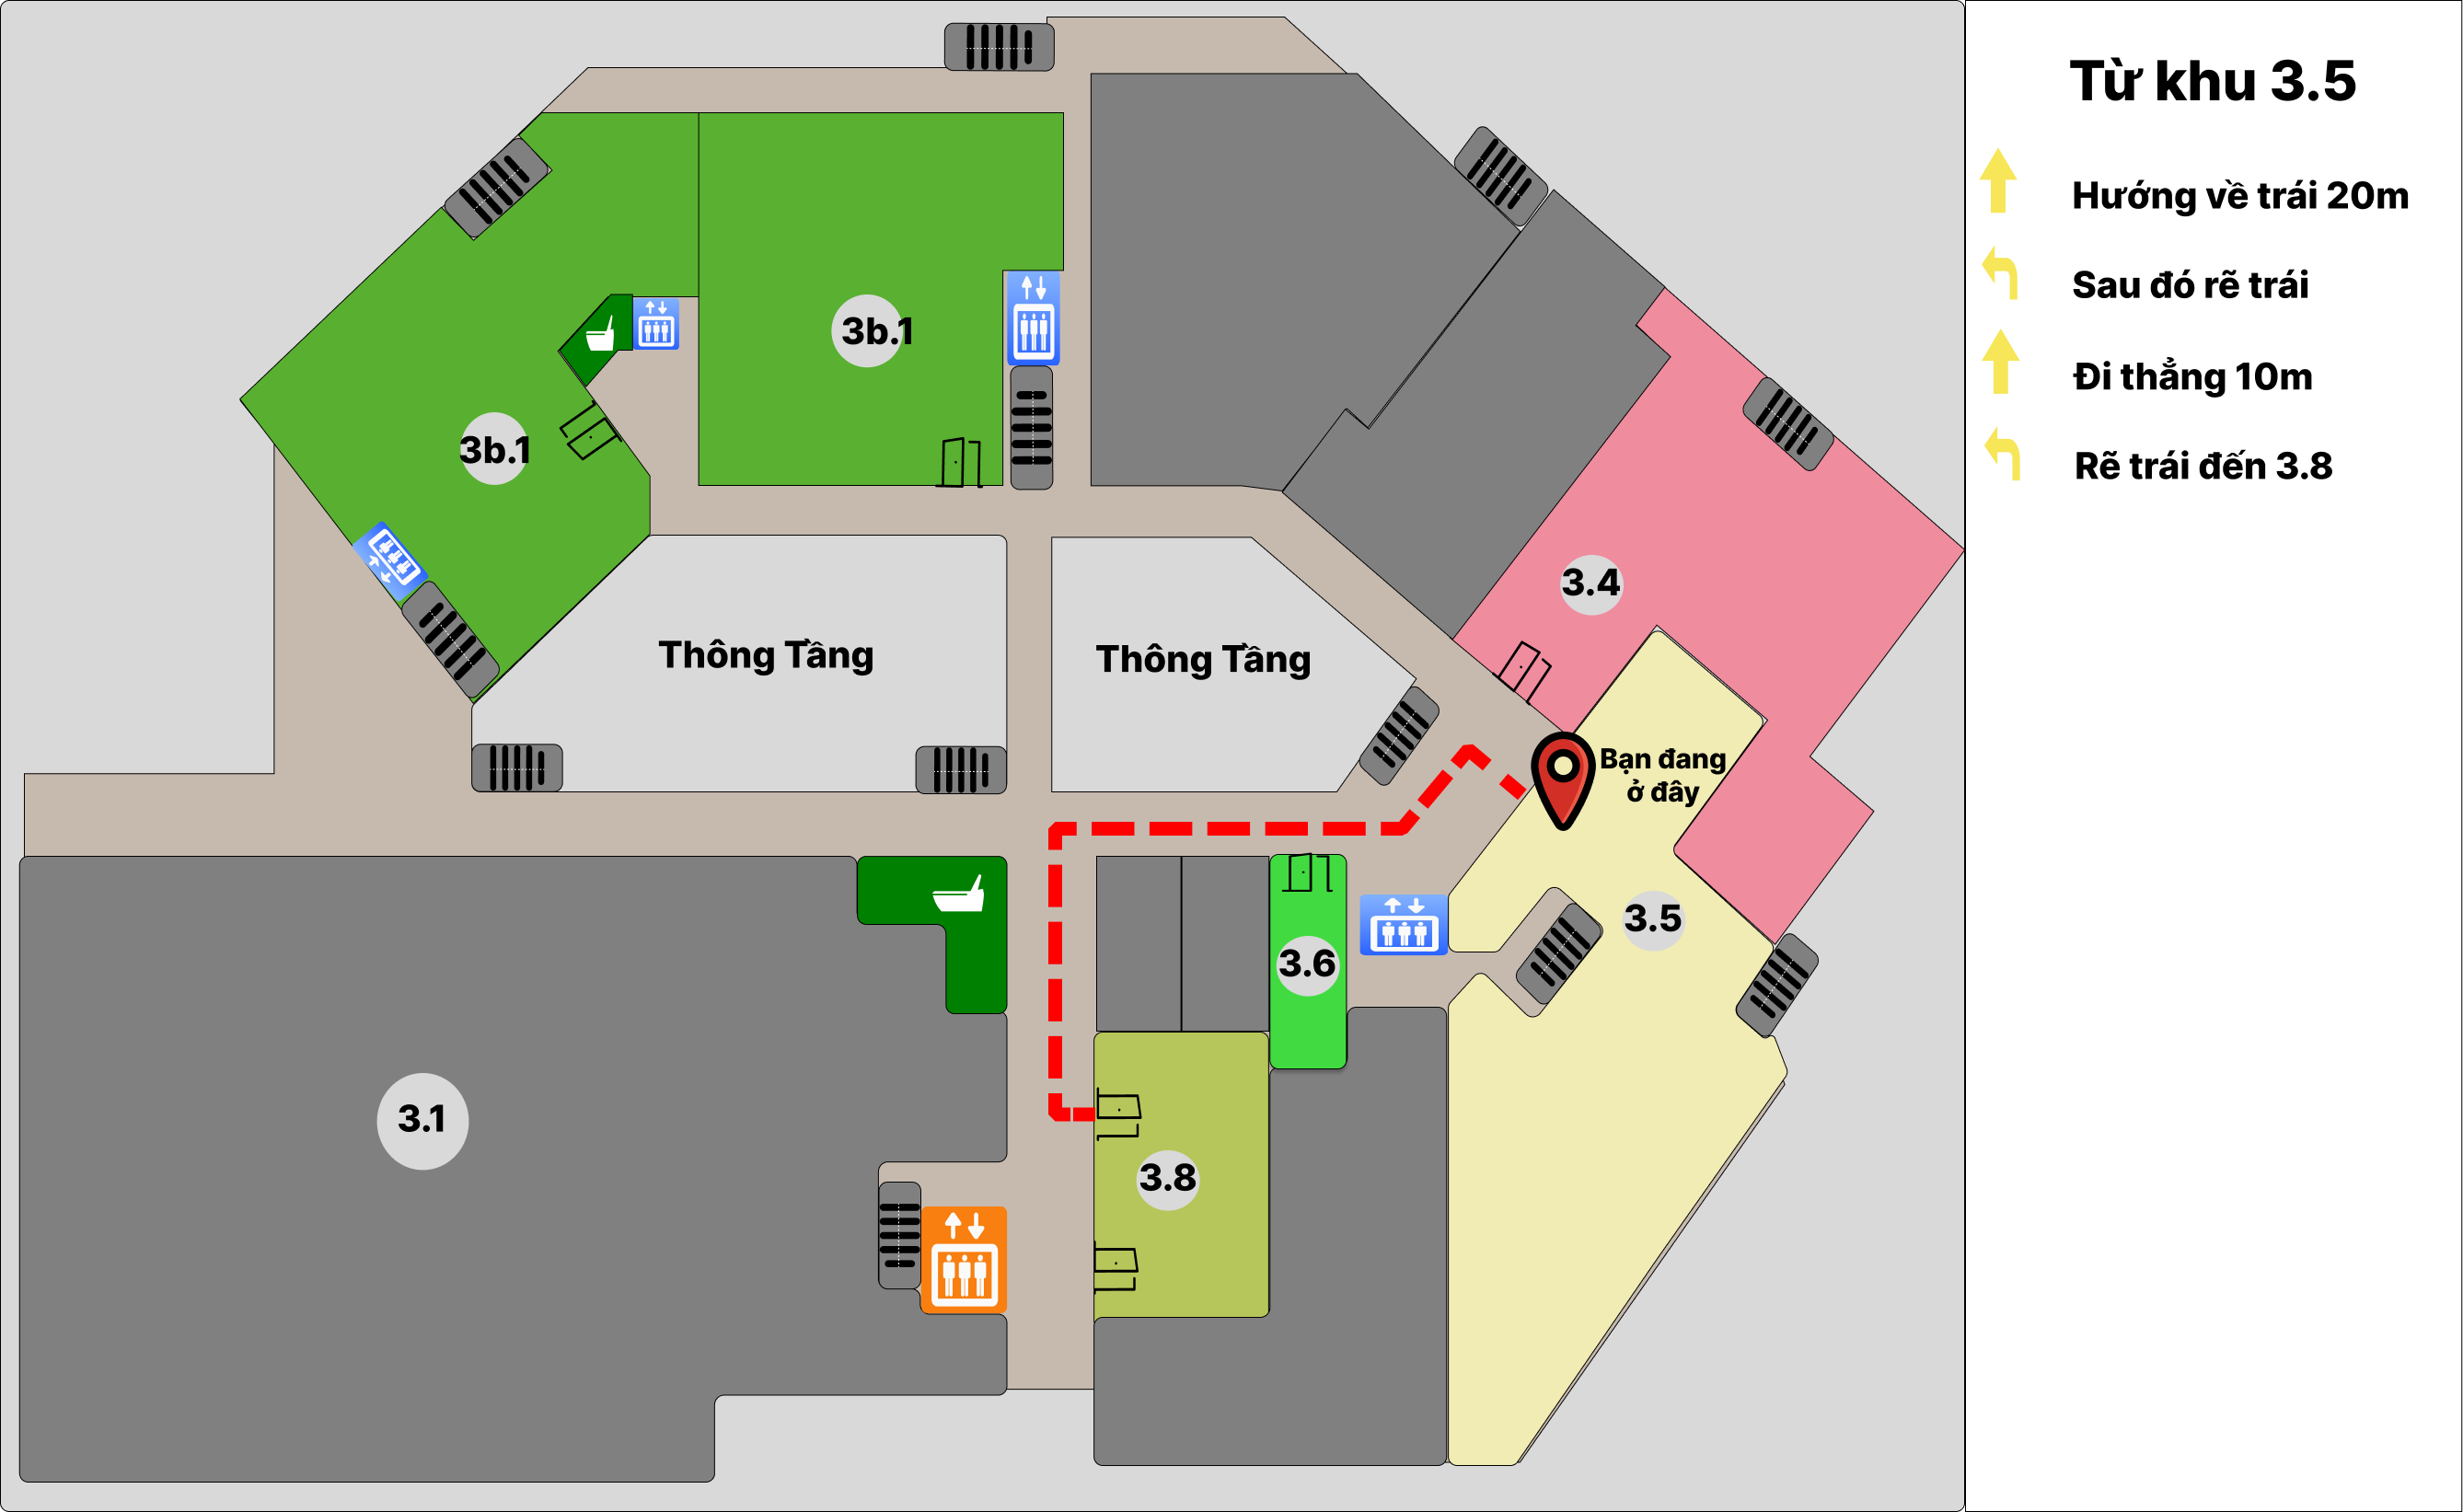 Từ khu 3.5
Hướng về trái 20m
Sau đó rẽ trái
Đi thẳng 10m
Rẽ trái đến 3.8
3b.1
3b.1
3.4
Thông Tầng
Thông Tầng
Bạn đang
ở đây
3.5
3.6
3.1
3.8